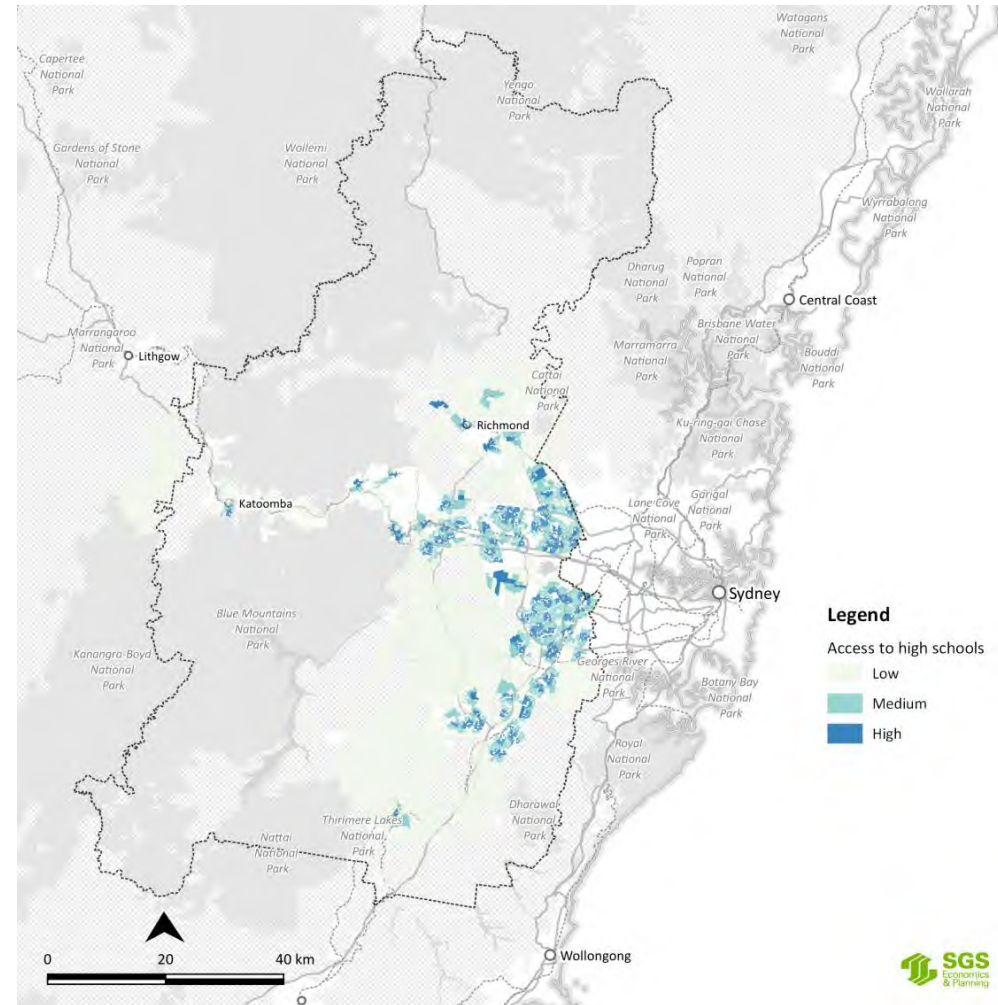 Watagans
National
Park
Capertee
National
Park
Yengo
National
Park
Wallarah
National
Park
Gardens of Stone
National
Park
Wollemi
National
Park
Wyrrabalong
National
Park
Dharug
National
Park
Popran
National
Park
Central Coast
Marrangaroo
National
Park
Lithgow
Brisbane Water
National
Park
Marramarra
National
Park
Bouddi
National
Park
Cattai
National
Park
Richmond
Ku-ring-gai Chase
National
Park
Katoomba
Lane Cove
National
Park
Garigal
National
Park
Sydney
Blue Mountains
National
Park
Kanangra-Boyd
National
Park
Georges River
National
Park
Botany Bay
National
Park
Legend
Access to high schools
Low
Medium
High
Royal
National
Park
Thirlmere Lakes
National
Park
Dharawal
National
Park
Nattai
National
Park
0 20 40 km
Wollongong
SGS
Economics
& Planning